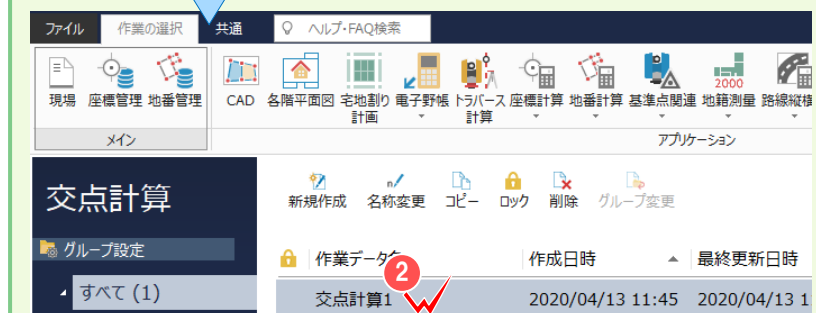 ファイル 作業の選択 共通 ヘルプ・FAQ検索
現場 座標管理 地番管理 CAD 各階平面図 宅地割り計画 電子野帳 トラバース計算 座標計算 地番計算 基準点関連 2000 地籍測量 路線縦横
メイン アプリケーション
交点計算
新規作成 名称変更 コピー ロック 削除 グループ変更
グループ設定
作業データ 作成日時 最終更新日時
2
すべて (1)
交点計算1 2020/04/13 11:45 2020/04/13 1